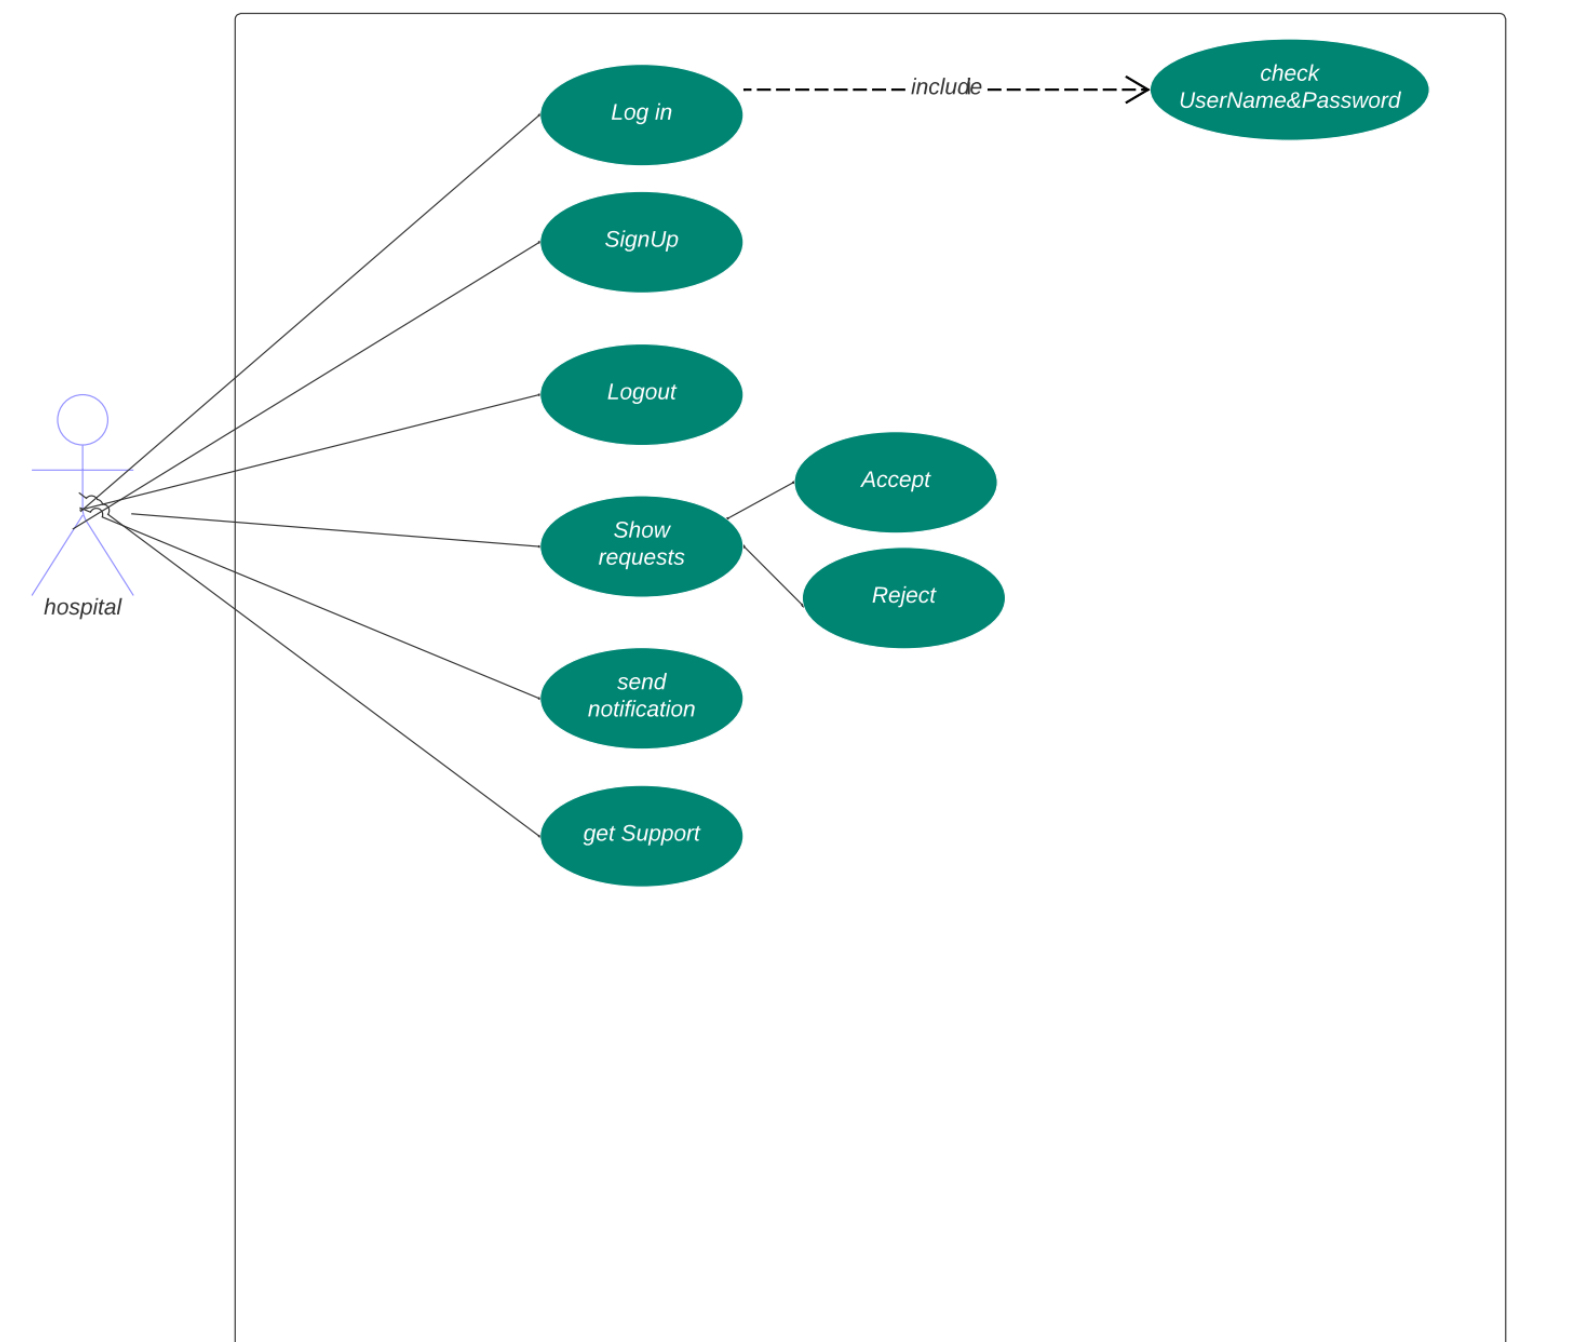 Log in
include
check
UserName&Password
SignUp
Logout
Accept
Show
requests
Reject
hospital
send
notification
get Support